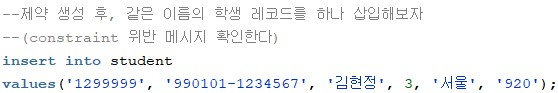 --제약 생성 후, 같은 이름의 학생 레코드를 하나 삽입해보자
--(constraint 위반 메시지 확인한다)
insert into student
values('1299999', '990101-1234567', '김현정', 3, '서울', '920');